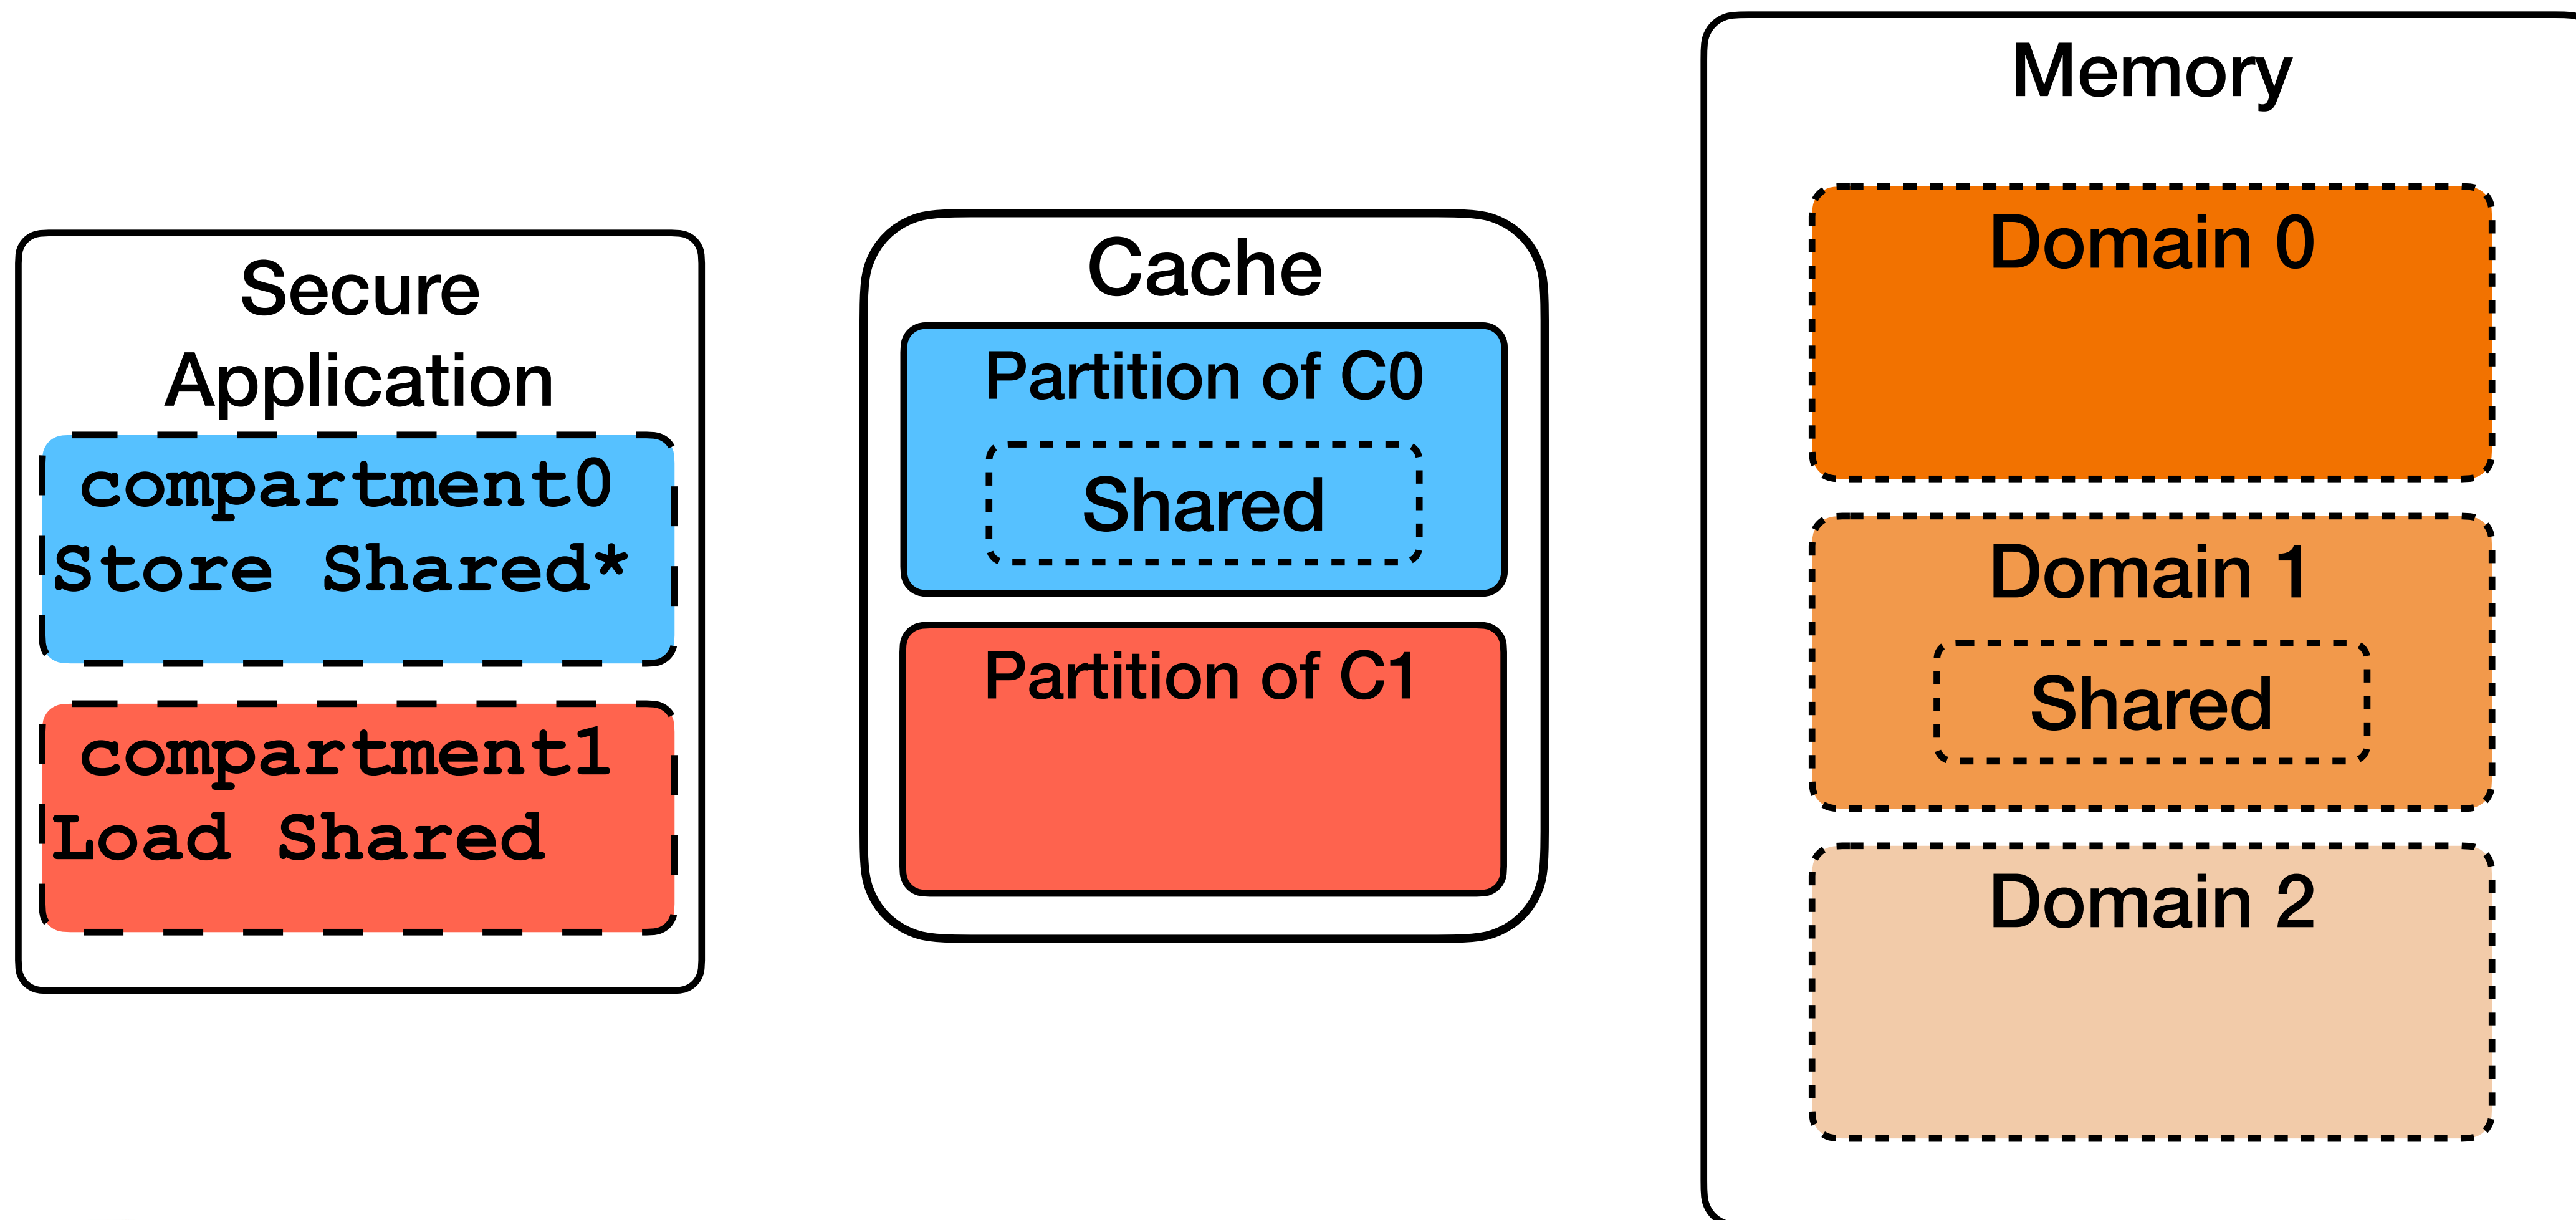 Secure
Application
compartment0
Store Shared*
compartment1
Load Shared
Cache
Partition of C0
Shared
Partition of C1
Memory
Domain 0
Domain 1
Shared
Domain 2